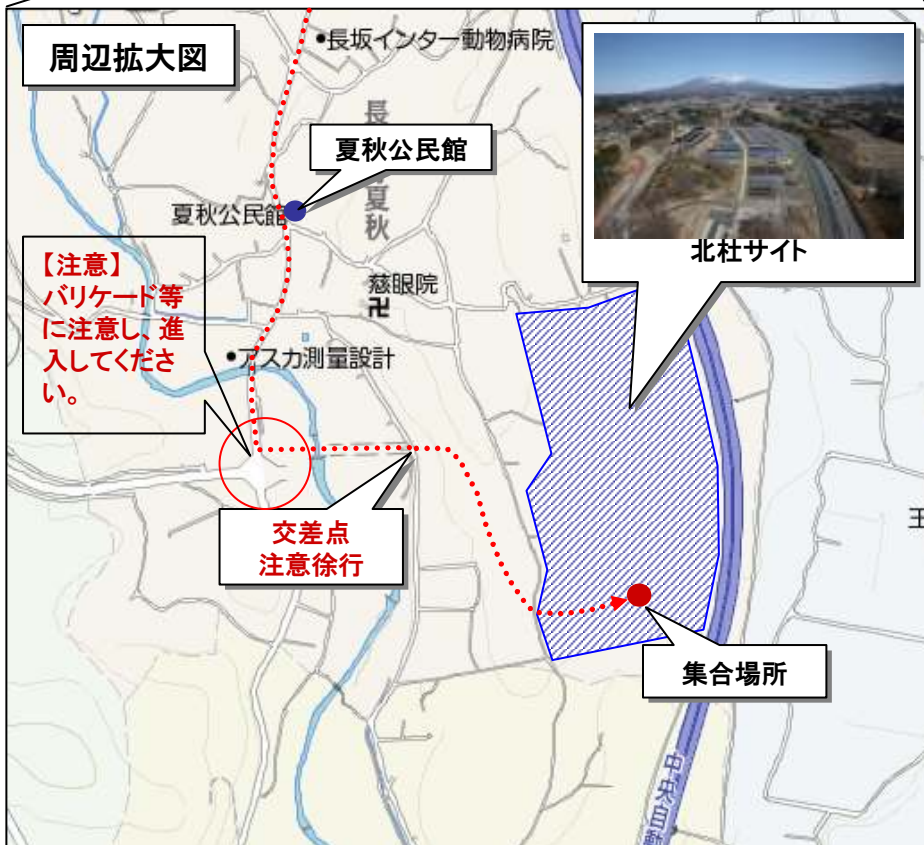 周辺拡大図
•長坂インター動物病院
長
夏秋
夏秋公民館
夏秋公民館
北杜サイト
【注意】
バリケード等
に注意し、進
入してくださ
い。
慈眼院
卍
•アスカ測量設計
交差点
注意徐行
集合場所